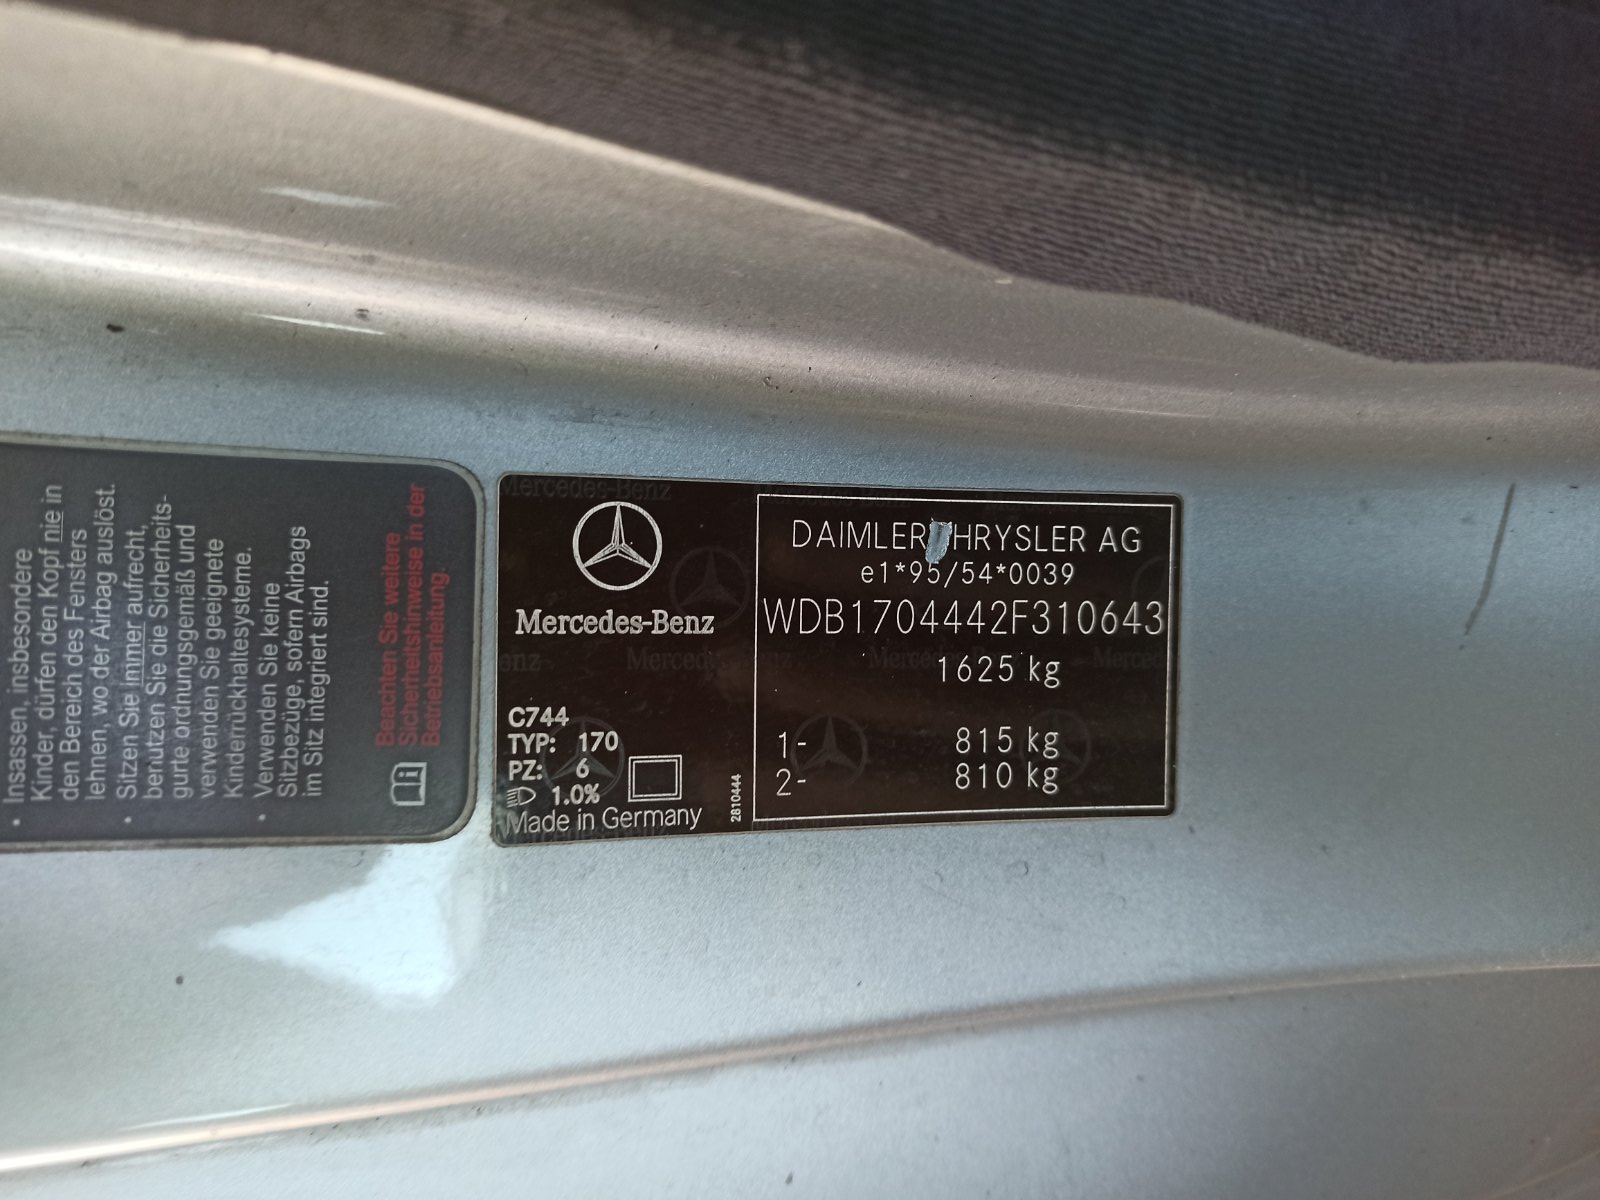 Insassen, insbesondere
Kinder, dürfen den Kopf nie in
den Bereich des Fensters
lehnen, wo der Airbag auslöst.
• Sitzen Sie immer aufrecht,
benutzen Sie die Sicherheits-
gurte ordnungsgemäß und
verwenden Sie geeignete
Kinderrückhaltesysteme.
• Verwenden Sie keine
Sitzbezüge, sofern Airbags
im Sitz integriert sind.
Beachten Sie weitere
Sicherheitshinweise in der
Betriebsanleitung.
Mercedes-Benz
C744
TYP: 170
PZ: 6
1.0%
Made in Germany
2810444
DAIMLER HRYSLER AG
e1*95/54*0039
WDB1704442F310643
1625 kg
1- 815 kg
2- 810 kg